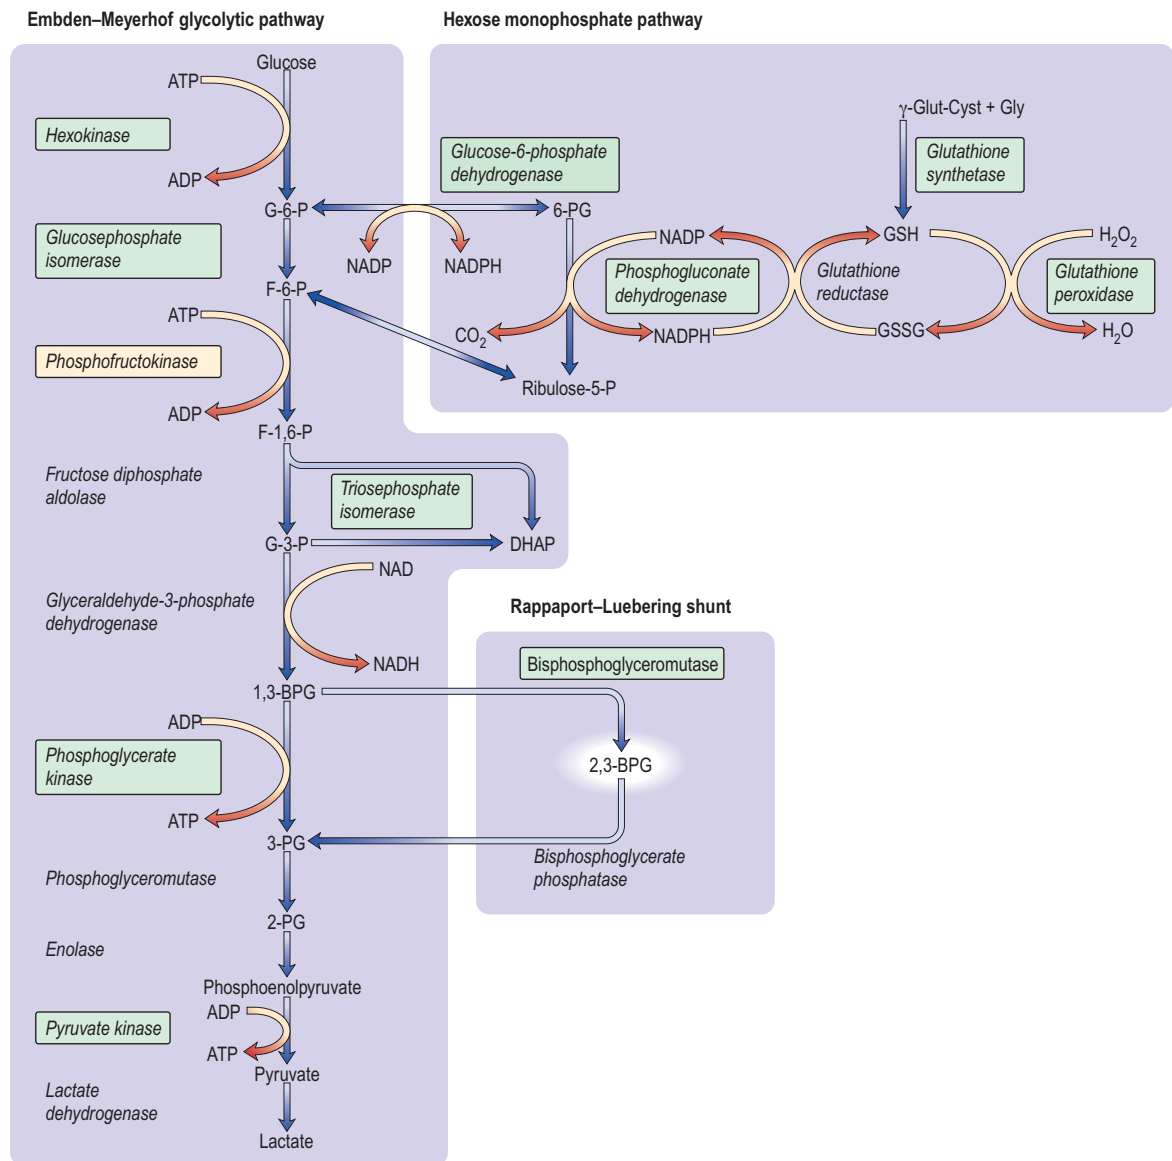 Embden–Meyerhof glycolytic pathway
Glucose
ATP
Hexokinase
ADP
G-6-P
Glucosephosphate
isomerase
F-6-P
ATP
Phosphofructokinase
ADP
F-1,6-P
Fructose diphosphate
aldolase
Triosephosphate
isomerase
G-3-P
DHAP
NAD
Glyceraldehyde-3-phosphate
dehydrogenase
NADH
1,3-BPG
ADP
Phosphoglycerate
kinase
ATP
3-PG
Phosphoglyceromutase
2-PG
Enolase
Phosphoenolpyruvate
ADP
Pyruvate kinase
ATP
Pyruvate
Lactate
dehydrogenase
Lactate
Hexose monophosphate pathway
Glucose-6-phosphate
dehydrogenase
NADP
NADPH
6-PG
γ-Glut-Cyst + Gly
Glutathione
synthetase
NADP
Phosphogluconate
dehydrogenase
CO₂
NADPH
Ribulose-5-P
GSH
Glutathione
reductase
GSSG
H₂O₂
Glutathione
peroxidase
H₂O
Rappaport–Luebering shunt
Bisphosphoglyceromutase
2,3-BPG
Bisphosphoglycerate
phosphatase